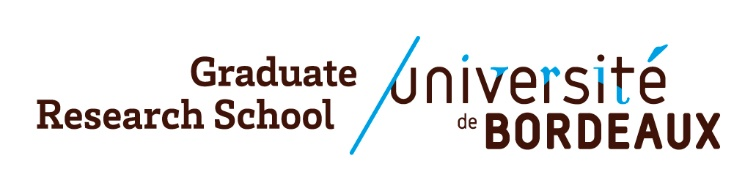 Graduate
Research School
université
de BORDEAUX